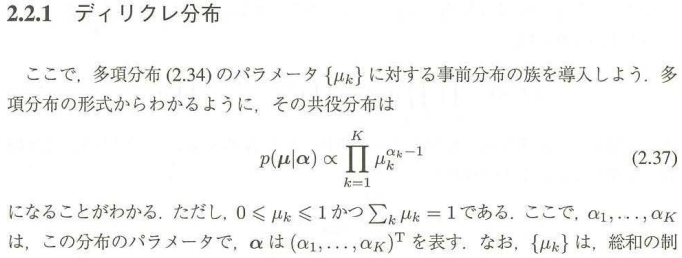 2.2.1 ディリクレ分布
ここで，多項分布 (2.34) のパラメータ {μk} に対する事前分布の族を導入しよう．多
項分布の形式からわかるように，その共役分布は
p(μ|α) ∝ ∏_{k=1}^{K} μ_k^{α_k−1} (2.37)
になることがわかる．ただし，0 ⩽ μk ⩽ 1 かつ ∑k μk = 1 である．ここで，α1, . . . , αK
は，この分布のパラメータで，α は (α1, . . . , αK)^T を表す．なお，{μk} は，総和の制